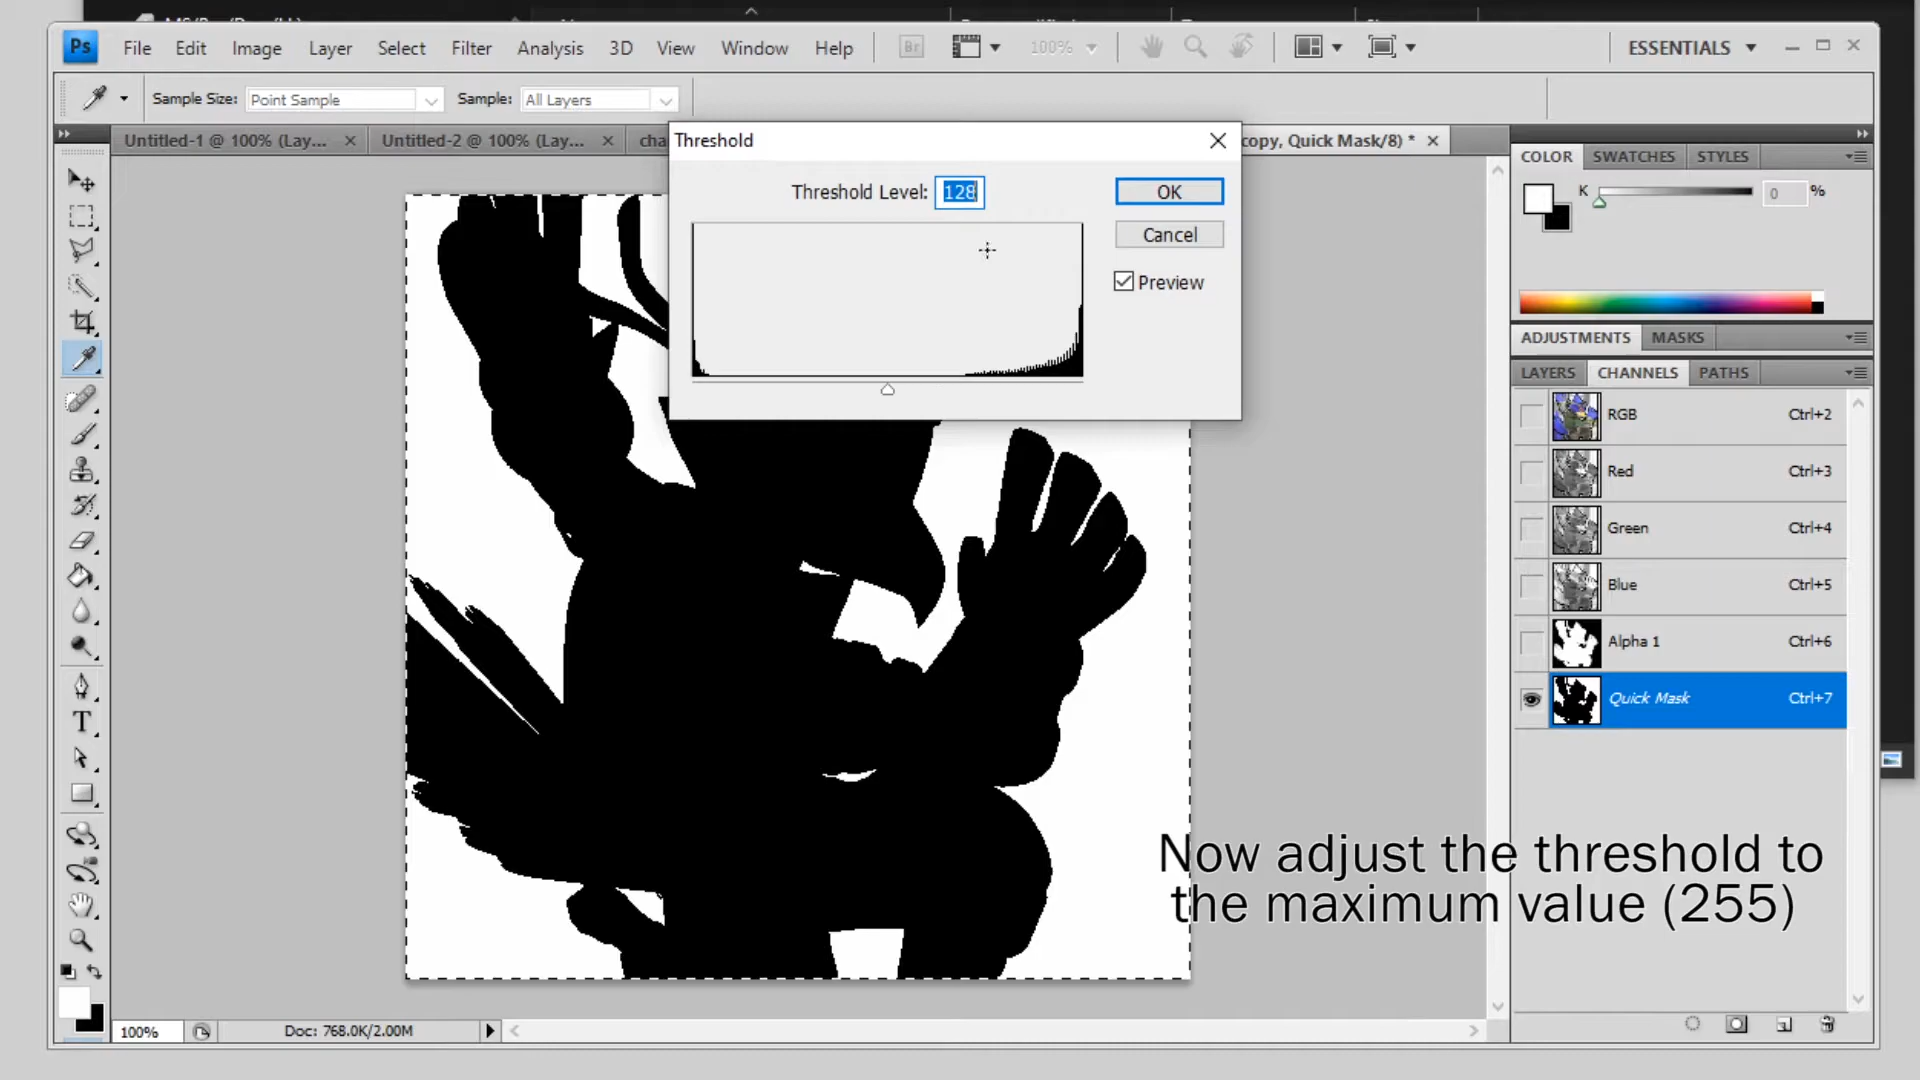 Ps File Edit Image Layer Select Filter Analysis 3D View Window Help Br 100% ESSENTIALS
Sample Size: Point Sample Sample: All Layers
Untitled-1 @ 100% (Lay... Untitled-2 @ 100% (Lay... cha copy, Quick Mask/8) *
Threshold
Threshold Level: 128 OK
Cancel
Preview
COLOR SWATCHES STYLES
K 0 %
ADJUSTMENTS MASKS
LAYERS CHANNELS PATHS
RGB Ctrl+2
Red Ctrl+3
Green Ctrl+4
Blue Ctrl+5
Alpha 1 Ctrl+6
Quick Mask Ctrl+7
Now adjust the threshold to
the maximum value (255)
100% Doc: 768.0K/2.00M